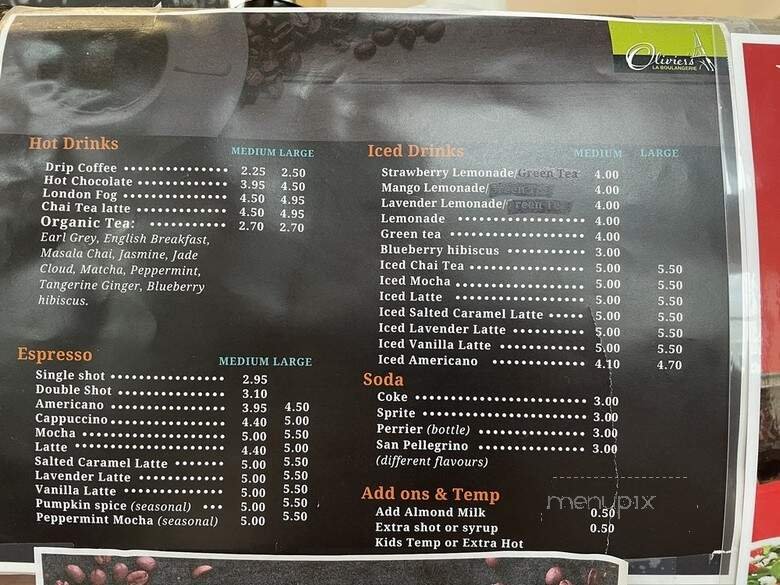 Olivier's
LA BOULANGERIE
Hot Drinks MEDIUM LARGE
Drip Coffee 2.25 2.50
Hot Chocolate 3.95 4.50
London Fog 4.50 4.95
Chai Tea latte 4.50 4.95
Organic Tea: 2.70 2.70
Earl Grey, English Breakfast,
Masala Chai, Jasmine, Jade
Cloud, Matcha, Peppermint,
Tangerine Ginger, Blueberry
hibiscus.
Espresso MEDIUM LARGE
Single shot 2.95
Double Shot 3.10
Americano 3.95 4.50
Cappuccino 4.40 5.00
Mocha 5.00 5.50
Latte 4.40 5.00
Salted Caramel Latte 5.00 5.50
Lavender Latte 5.00 5.50
Vanilla Latte 5.00 5.50
Pumpkin spice (seasonal) 5.00 5.50
Peppermint Mocha (seasonal) 5.00 5.50
Iced Drinks MEDIUM LARGE
Strawberry Lemonade/Green Tea 4.00
Mango Lemonade/Green Tea 4.00
Lavender Lemonade/Green Tea 4.00
Lemonade 4.00
Green tea 4.00
Blueberry hibiscus 3.00
Iced Chai Tea 5.00 5.50
Iced Mocha 5.00 5.50
Iced Latte 5.00 5.50
Iced Salted Caramel Latte 5.00 5.50
Iced Lavender Latte 5.00 5.50
Iced Vanilla Latte 5.00 5.50
Iced Americano 4.10 4.70
Soda
Coke 3.00
Sprite 3.00
Perrier (bottle) 3.00
San Pellegrino 3.00
(different flavours)
Add ons & Temp
Add Almond Milk 0.50
Extra shot or syrup 0.50
Kids Temp or Extra Hot
menupix